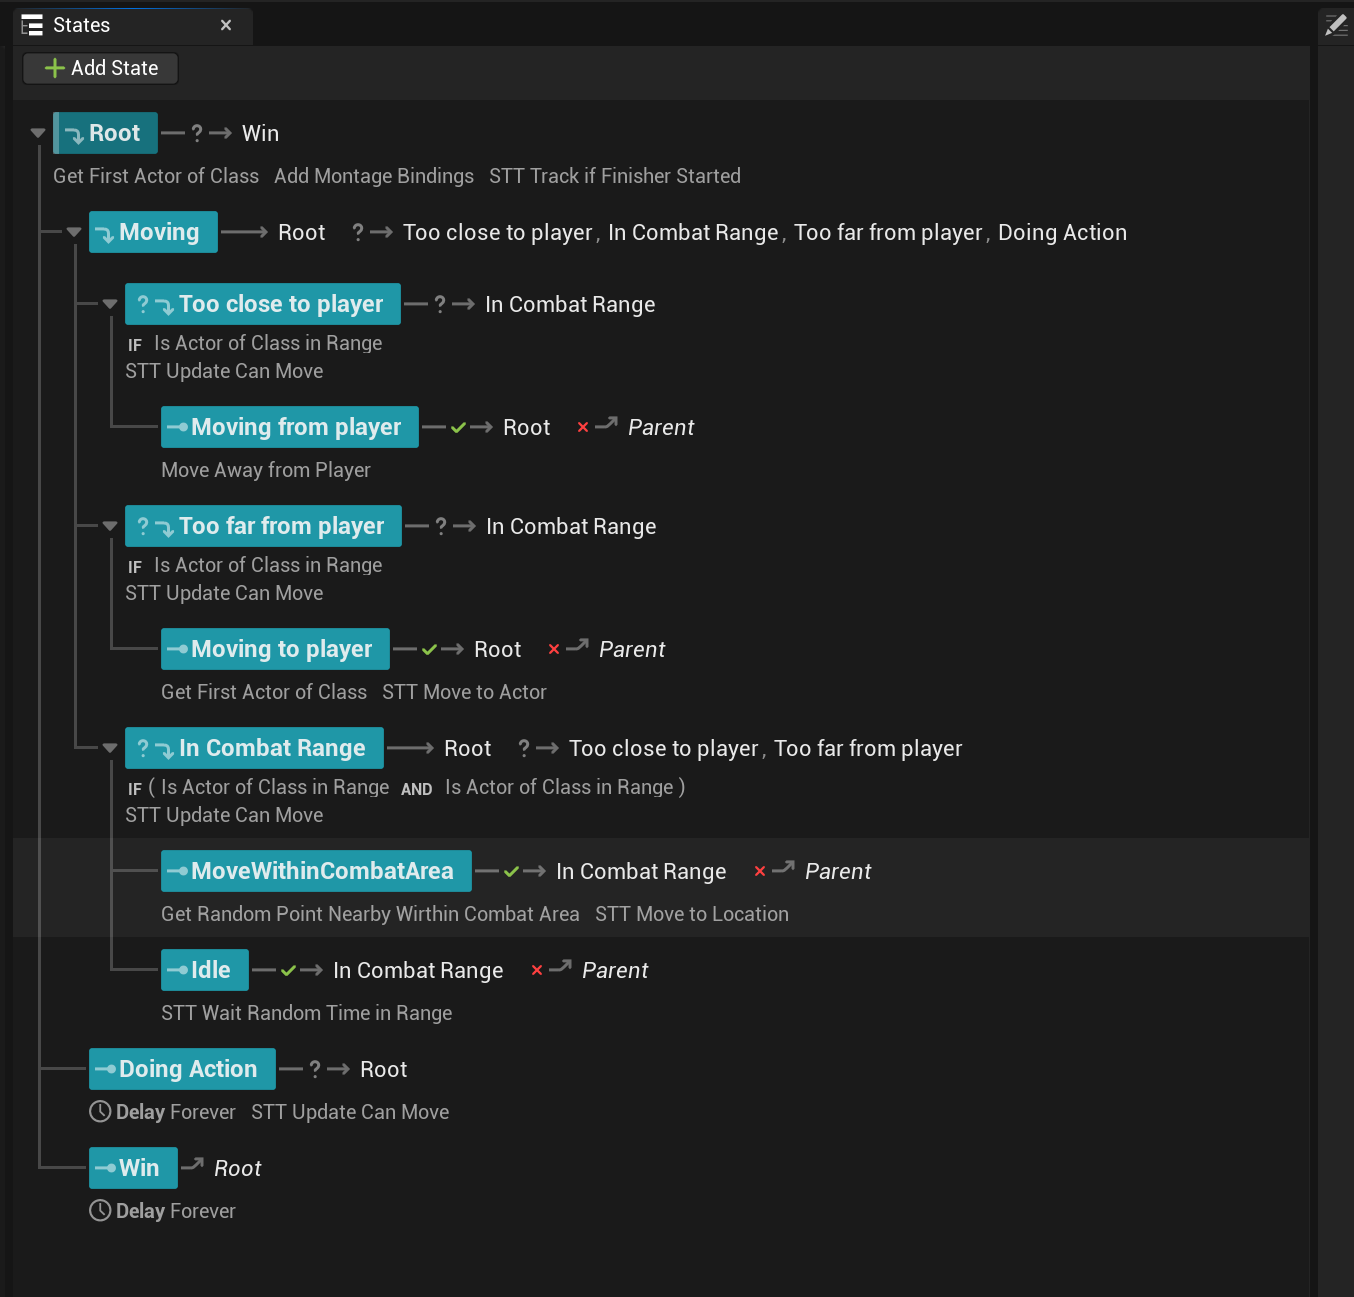 States
Add State
Root ? Win
Get First Actor of Class Add Montage Bindings STT Track if Finisher Started
Moving Root ? Too close to player, In Combat Range, Too far from player, Doing Action
? Too close to player ? In Combat Range
IF Is Actor of Class in Range
STT Update Can Move
Moving from player Root Parent
Move Away from Player
? Too far from player ? In Combat Range
IF Is Actor of Class in Range
STT Update Can Move
Moving to player Root Parent
Get First Actor of Class STT Move to Actor
? In Combat Range Root ? Too close to player, Too far from player
IF ( Is Actor of Class in Range AND Is Actor of Class in Range )
STT Update Can Move
MoveWithinCombatArea In Combat Range Parent
Get Random Point Nearby Wirthin Combat Area STT Move to Location
Idle In Combat Range Parent
STT Wait Random Time in Range
Doing Action ? Root
Delay Forever STT Update Can Move
Win Root
Delay Forever